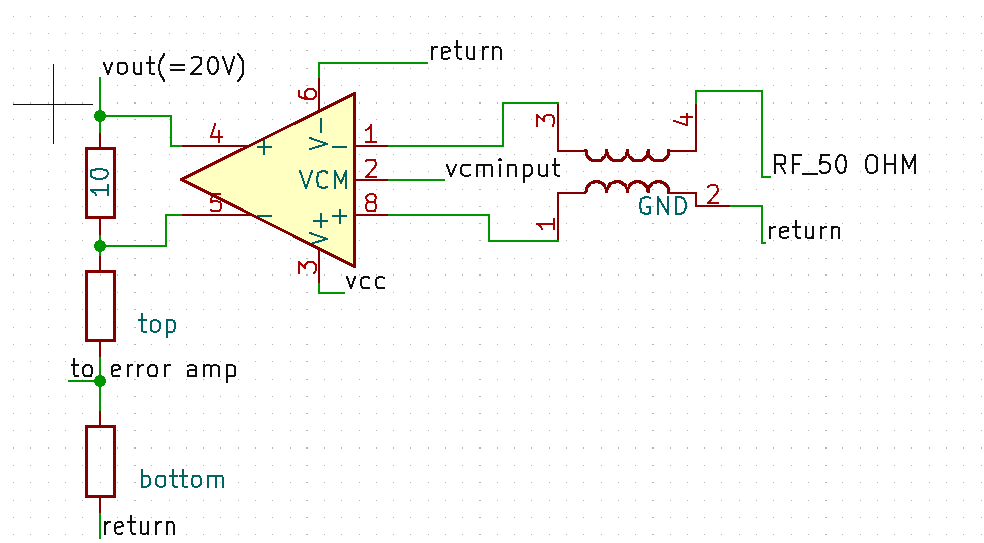 return
vout(=20V)
6
4
+
V-
-
1
3
4
10
VCM
2
vcminput
RF_50 OHM
5
-
V+
+
8
1
GND
2
return
3
vcc
top
to error amp
bottom
return